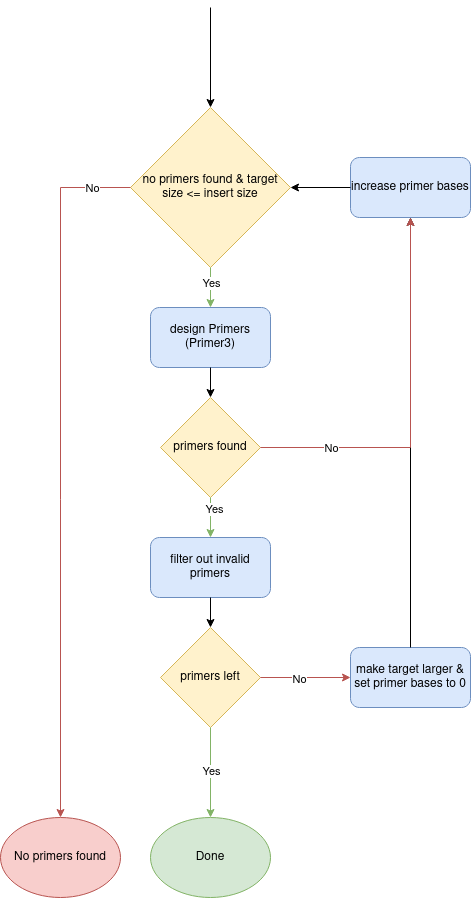 no primers found & target
size <= insert size
increase primer bases
No
Yes
design Primers
(Primer3)
primers found
No
Yes
filter out invalid
primers
primers left
No
make target larger &
set primer bases to 0
Yes
No primers found
Done